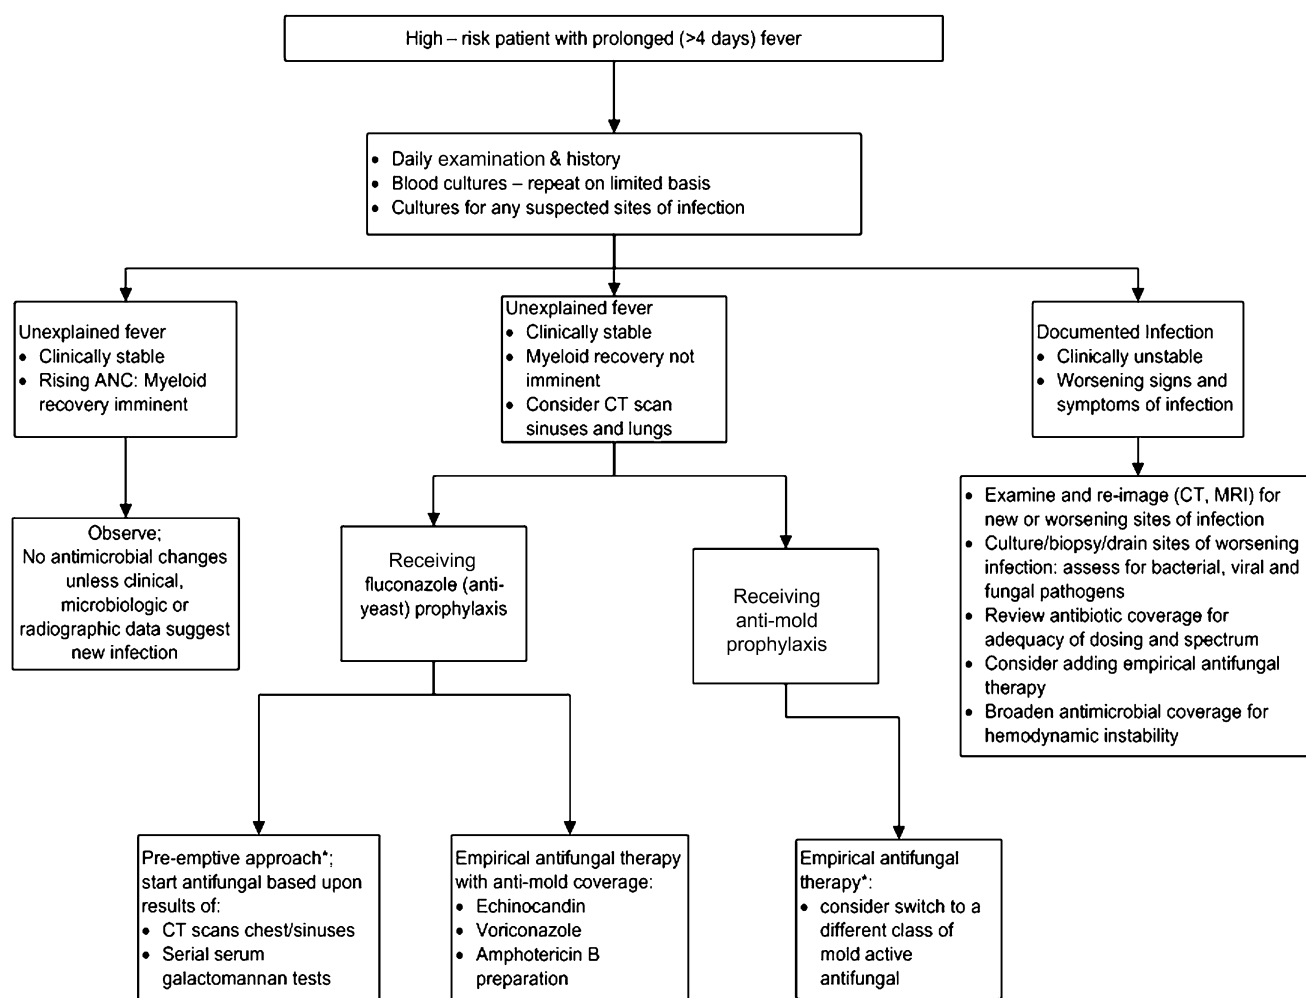 High – risk patient with prolonged (>4 days) fever
• Daily examination & history
• Blood cultures – repeat on limited basis
• Cultures for any suspected sites of infection
Unexplained fever
• Clinically stable
• Rising ANC: Myeloid
recovery imminent
Unexplained fever
• Clinically stable
• Myeloid recovery not
imminent
• Consider CT scan
sinuses and lungs
Documented Infection
• Clinically unstable
• Worsening signs and
symptoms of infection
Observe;
No antimicrobial changes
unless clinical,
microbiologic or
radiographic data suggest
new infection
Receiving
fluconazole (anti-
yeast) prophylaxis
Receiving
anti-mold
prophylaxis
• Examine and re-image (CT, MRI) for
new or worsening sites of infection
• Culture/biopsy/drain sites of worsening
infection: assess for bacterial, viral and
fungal pathogens
• Review antibiotic coverage for
adequacy of dosing and spectrum
• Consider adding empirical antifungal
therapy
• Broaden antimicrobial coverage for
hemodynamic instability
Pre-emptive approach*;
start antifungal based upon
results of:
• CT scans chest/sinuses
• Serial serum
galactomannan tests
Empirical antifungal therapy
with anti-mold coverage:
• Echinocandin
• Voriconazole
• Amphotericin B
preparation
Empirical antifungal
therapy*:
• consider switch to a
different class of
mold active
antifungal